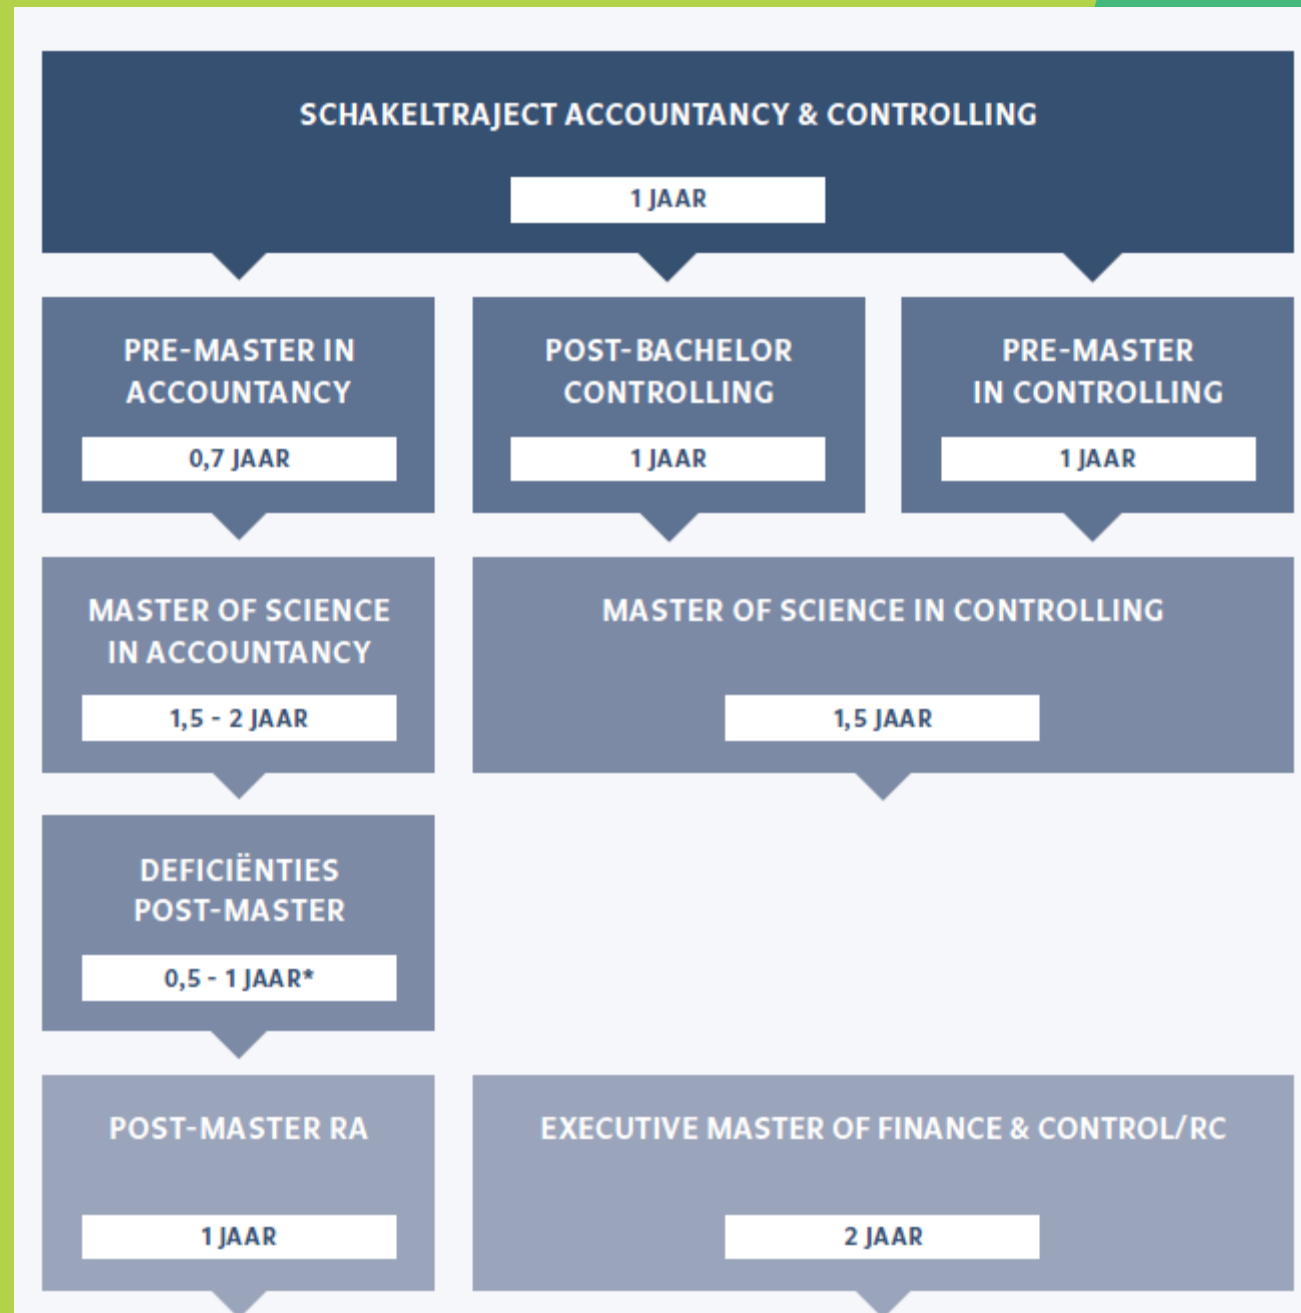 SCHAKELTRAJECT ACCOUNTANCY & CONTROLLING
1 JAAR
PRE-MASTER IN
ACCOUNTANCY
0,7 JAAR
POST-BACHELOR
CONTROLLING
1 JAAR
PRE-MASTER
IN CONTROLLING
1 JAAR
MASTER OF SCIENCE
IN ACCOUNTANCY
1,5 - 2 JAAR
MASTER OF SCIENCE IN CONTROLLING
1,5 JAAR
DEFICIËNTIES
POST-MASTER
0,5 - 1 JAAR*
POST-MASTER RA
1 JAAR
EXECUTIVE MASTER OF FINANCE & CONTROL/RC
2 JAAR